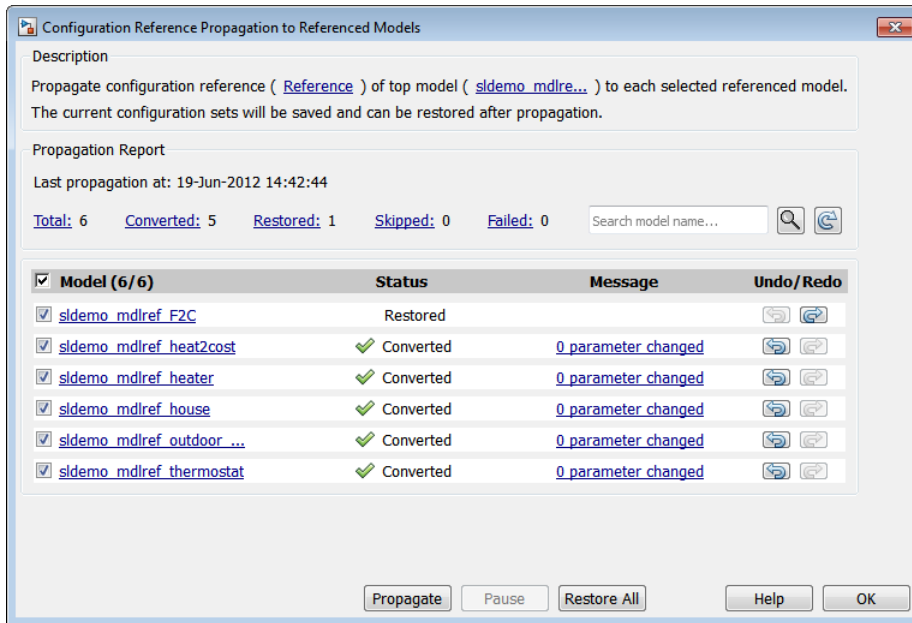 Configuration Reference Propagation to Referenced Models
Description
Propagate configuration reference ( Reference ) of top model ( sldemo_mdlre... ) to each selected referenced model.
The current configuration sets will be saved and can be restored after propagation.
Propagation Report
Last propagation at: 19-Jun-2012 14:42:44
Total: 6 Converted: 5 Restored: 1 Skipped: 0 Failed: 0 Search model name...
Model (6/6) Status Message Undo/Redo
sldemo_mdlref_F2C Restored
sldemo_mdlref_heat2cost Converted 0 parameter changed
sldemo_mdlref_heater Converted 0 parameter changed
sldemo_mdlref_house Converted 0 parameter changed
sldemo_mdlref_outdoor_... Converted 0 parameter changed
sldemo_mdlref_thermostat Converted 0 parameter changed
Propagate Pause Restore All Help OK